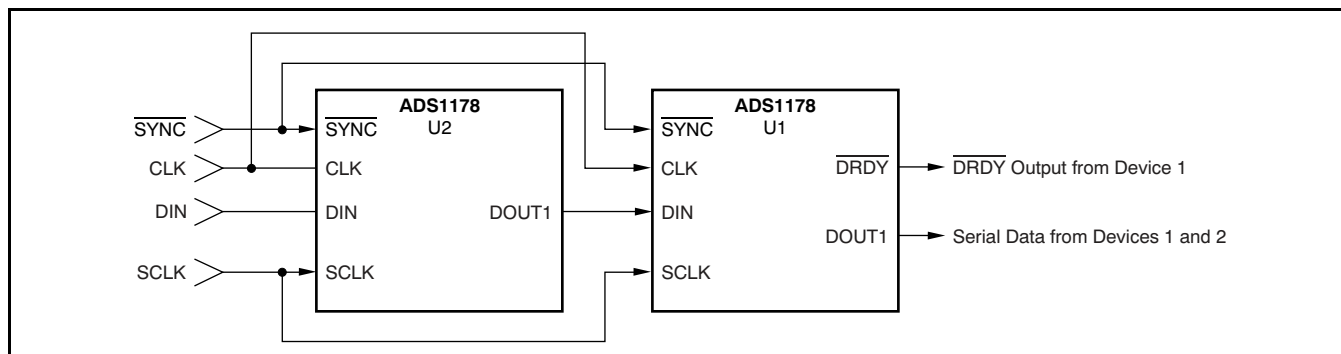 SYNC
CLK
DIN
SCLK
ADS1178
U2
SYNC
CLK
DIN
SCLK
DOUT1
ADS1178
U1
SYNC
CLK
DIN
SCLK
DRDY
DOUT1
DRDY Output from Device 1
Serial Data from Devices 1 and 2